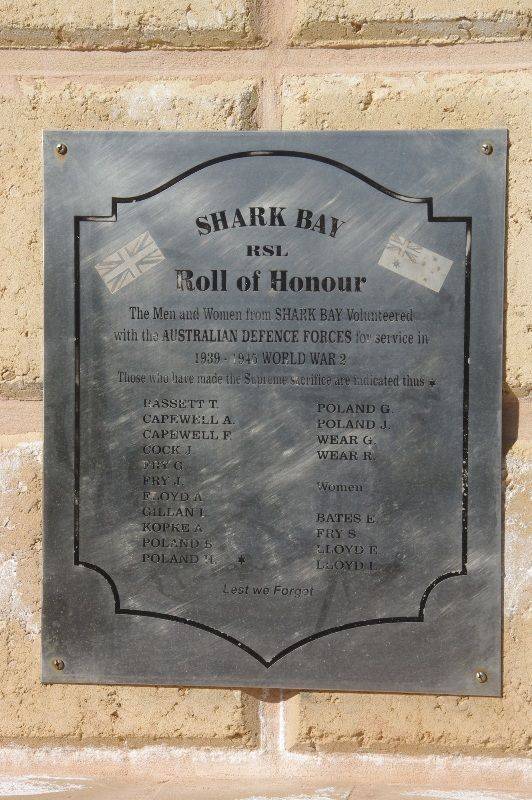 SHARK BAY
RSL
Roll of Honour
The Men and Women from SHARK BAY Volunteered
with the AUSTRALIAN DEFENCE FORCES for service in
1939 - 1945 WORLD WAR 2
Those who have made the Supreme sacrifice are indicated thus *
BASSETT T.
CAPEWELL A.
CAPEWELL F.
COCK J.
FRY G.
FRY J.
FLOYD A.
GILLAN
KOPKE A.
POLAND
POLAND H. *
POLAND G.
POLAND J.
WEAR G.
WEAR R.
Women
BATES E.
FRY S.
LLOYD E.
LLOYD
Lest we Forget